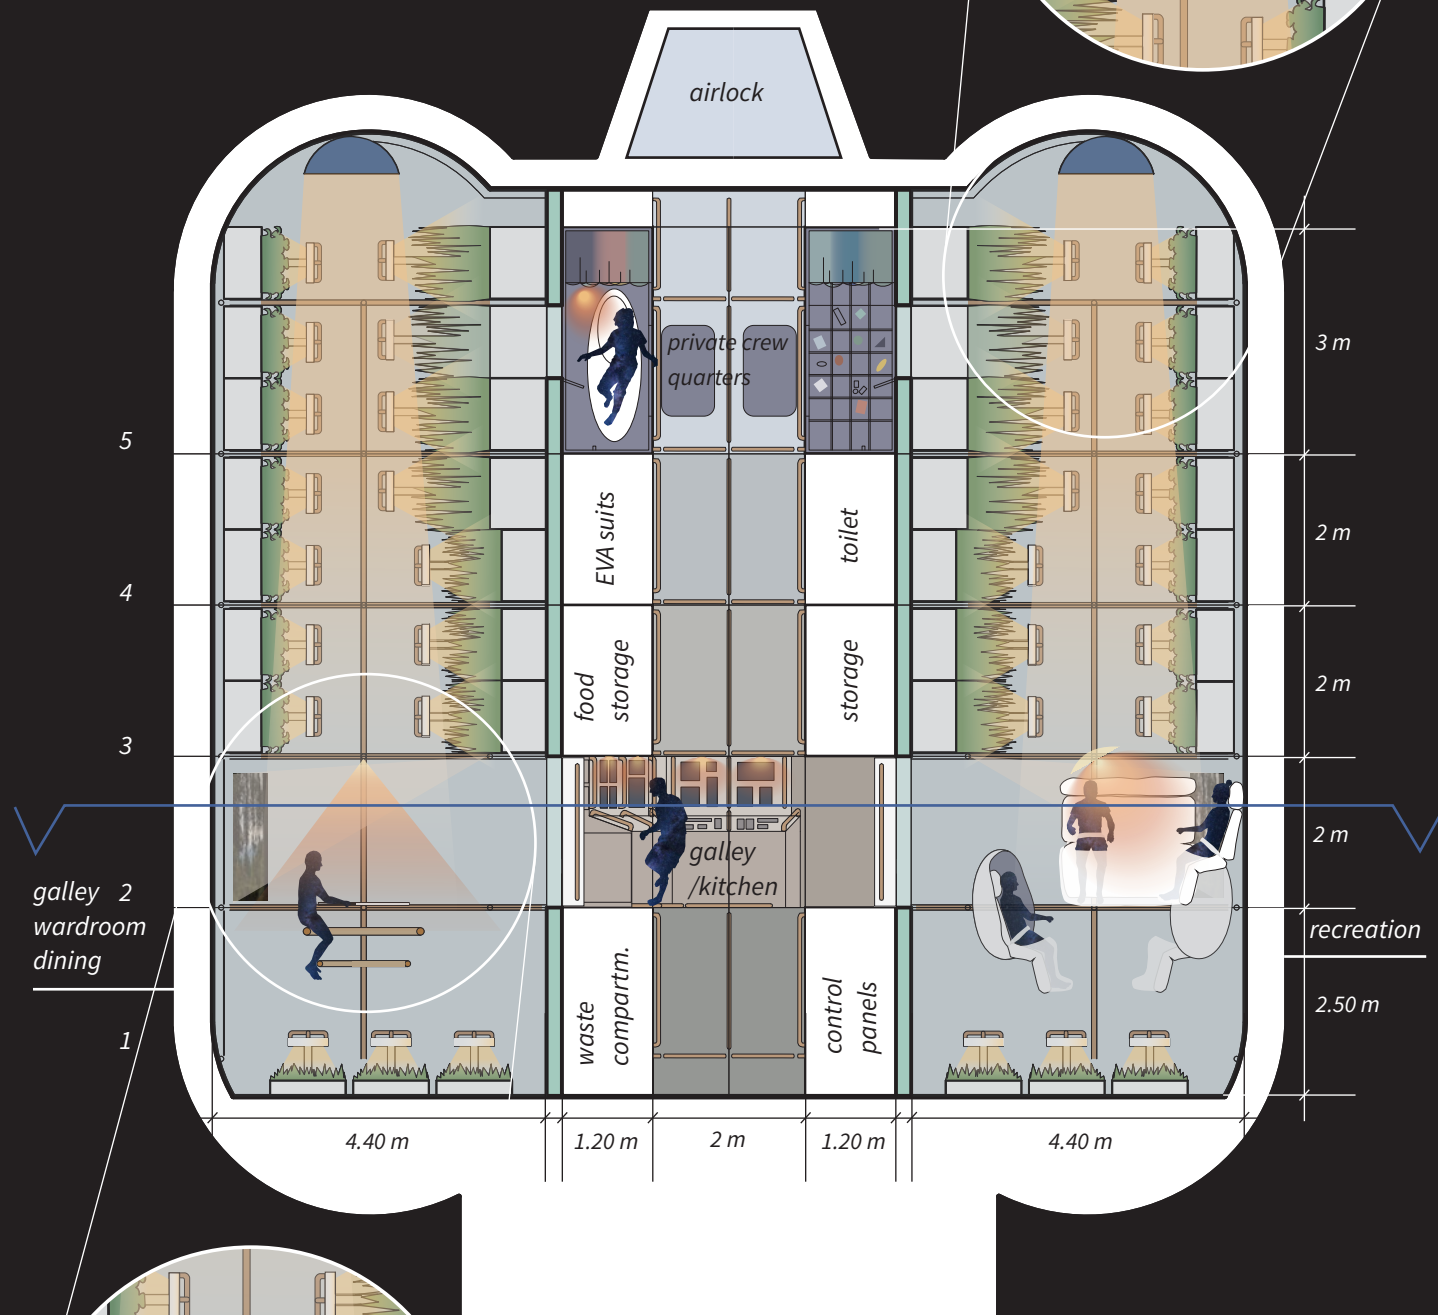 airlock
private crew
quarters
3 m
5
EVA suits
toilet
2 m
4
food
storage
storage
2 m
3
galley
/kitchen
2 m
galley 2
wardroom
dining
recreation
waste
compartm.
control
panels
2.50 m
1
4.40 m
1.20 m
2 m
1.20 m
4.40 m